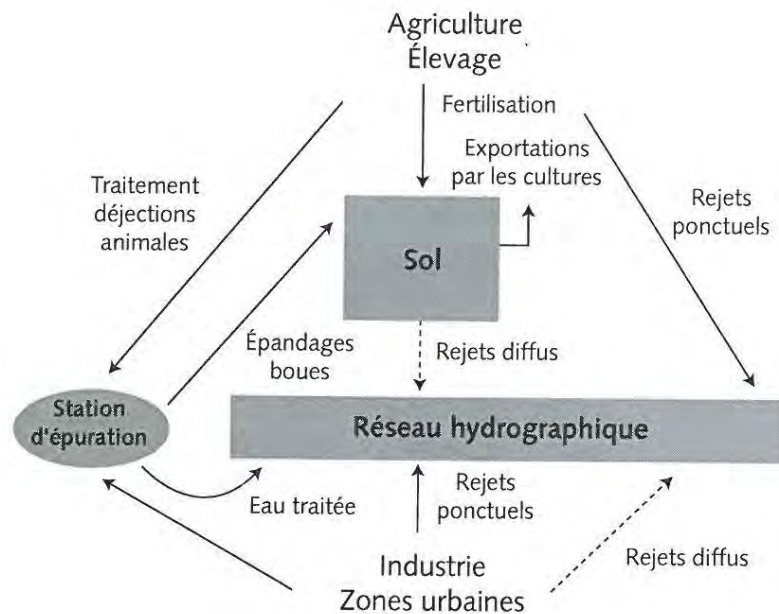 Agriculture
Élevage
Fertilisation
Exportations
par les cultures
Traitement
déjections
animales
Rejets
ponctuels
Sol
Épandages
boues
Rejets diffus
Station
d'épuration
Réseau hydrographique
Eau traitée
Rejets
ponctuels
Rejets diffus
Industrie
Zones urbaines